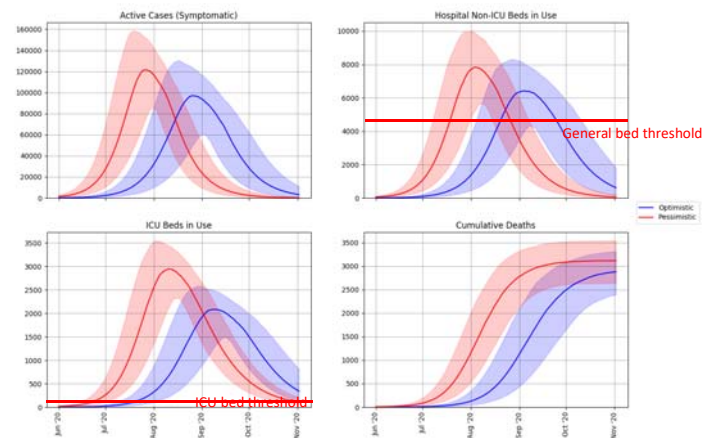 Active Cases (Symptomatic)
160000
140000
120000
100000
80000
60000
40000
20000
0
Hospital Non-ICU Beds in Use
10000
8000
6000
4000
2000
0
General bed threshold
Optimistic
Pessimistic
ICU Beds in Use
3500
3000
2500
2000
1500
1000
500
0
ICU bed threshold
Jun '20
Jul '20
Aug '20
Sep '20
Oct '20
Nov '20
Cumulative Deaths
3500
3000
2500
2000
1500
1000
500
0
Jun '20
Jul '20
Aug '20
Sep '20
Oct '20
Nov '20